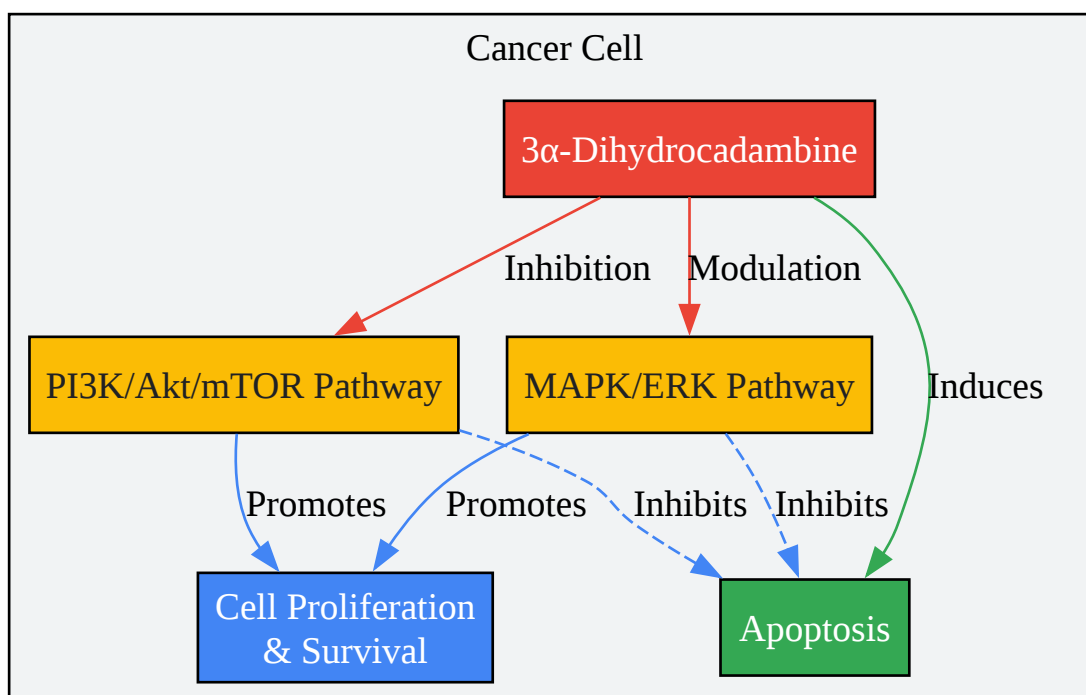 Cancer Cell
3α-Dihydrocadambine
Inhibition
Modulation
PI3K/Akt/mTOR Pathway
MAPK/ERK Pathway
Induces
Promotes
Promotes
Inhibits
Inhibits
Cell Proliferation
& Survival
Apoptosis